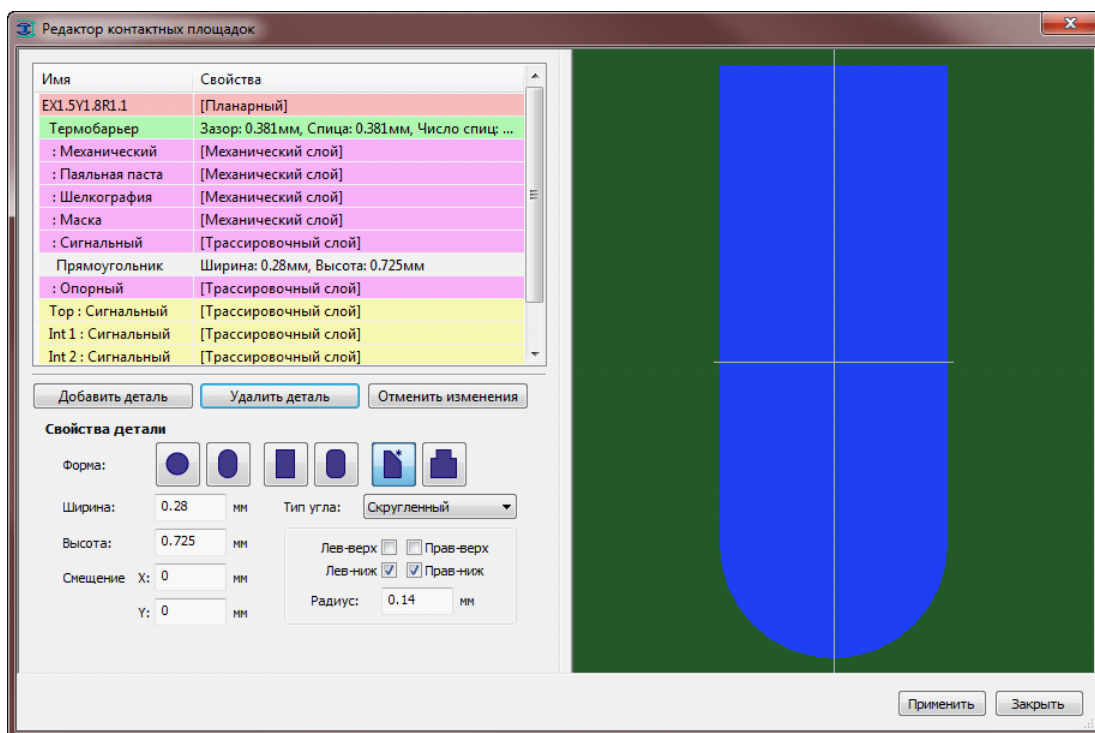 Редактор контактных площадок
Имя Свойства
EX1.5Y1.8R1.1 [Планарный]
Термобарьер Зазор: 0.381мм, Спица: 0.381мм, Число спиц: ...
: Механический [Механический слой]
: Паяльная паста [Механический слой]
: Шелкография [Механический слой]
: Маска [Механический слой]
: Сигнальный [Трассировочный слой]
Прямоугольник Ширина: 0.28мм, Высота: 0.725мм
: Опорный [Трассировочный слой]
Top : Сигнальный [Трассировочный слой]
Int 1 : Сигнальный [Трассировочный слой]
Int 2 : Сигнальный [Трассировочный слой]
Добавить деталь Удалить деталь Отменить изменения
Свойства детали
Форма:
Ширина: 0.28 мм Тип угла: Скругленный
Высота: 0.725 мм Лев-верх Прав-верх
Смещение X: 0 мм Лев-ниж Прав-ниж
Y: 0 мм Радиус: 0.14 мм
Применить Закрыть